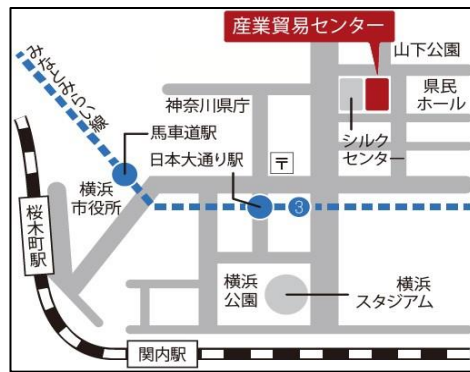 産業貿易センター
山下公園
みなとみらい線
神奈川県庁
県民
ホール
馬車道駅
日本大通り駅
〒
シルク
センター
横浜
市役所
3
桜木町駅
横浜
公園
横浜
スタジアム
関内駅